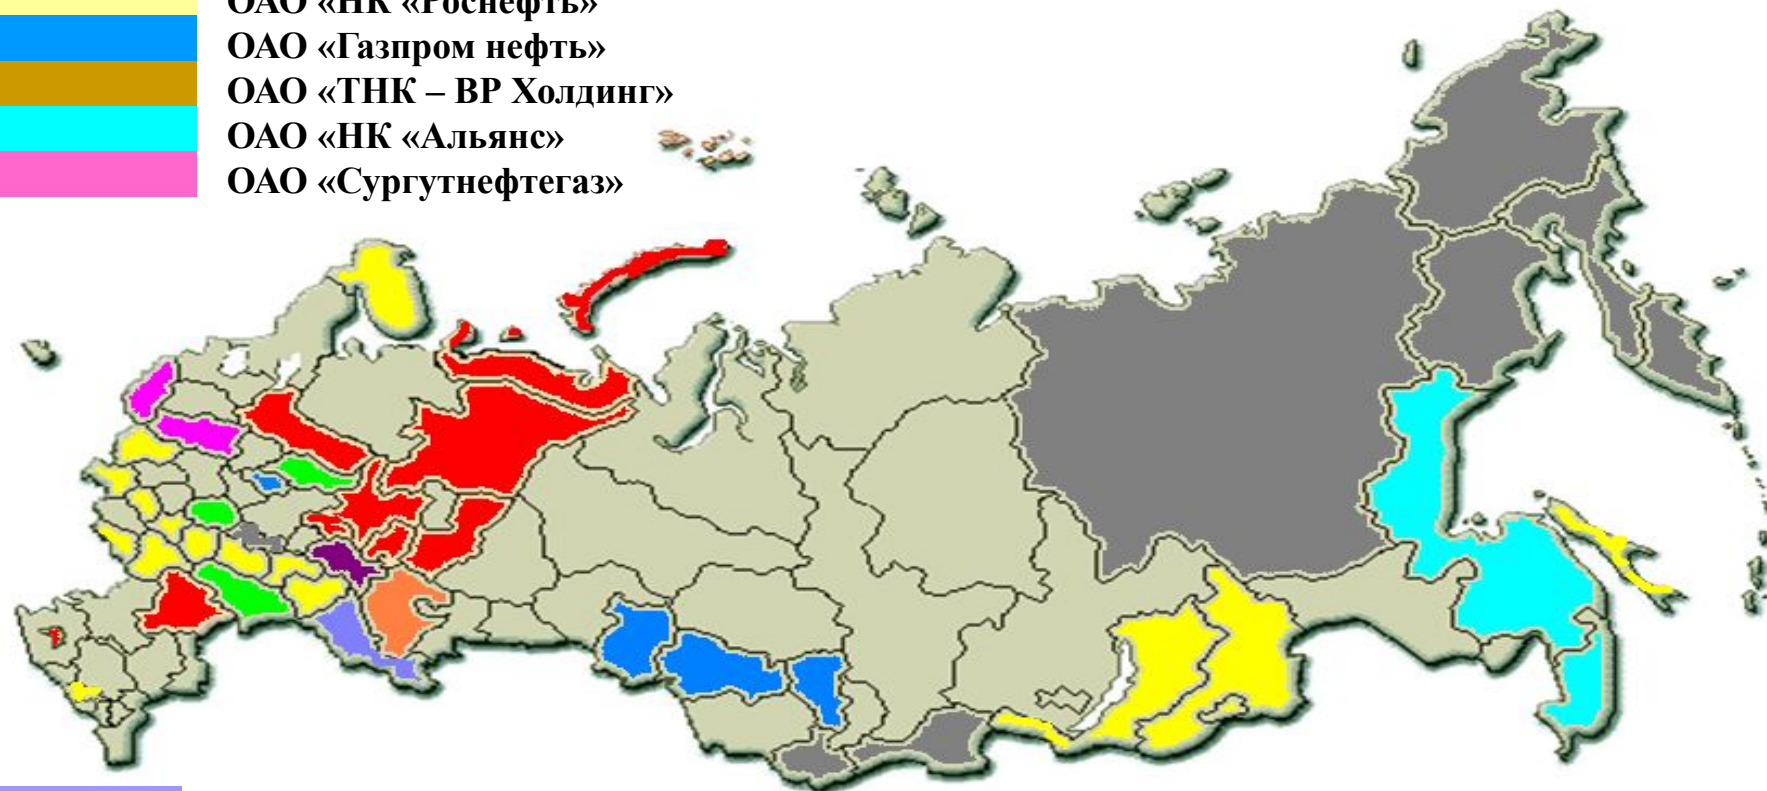 ОАО «НК «Роснефть»
ОАО «Газпром нефть»
ОАО «ТНК – ВР Холдинг»
ОАО «НК «Альянс»
ОАО «Сургутнефтегаз»